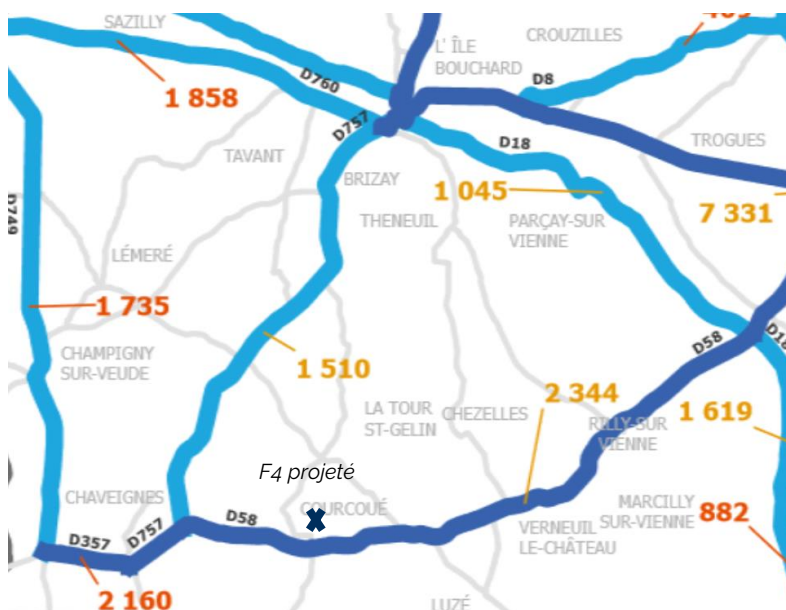 SAZILLY
1 858
D760
L' ÎLE
BOUCHARD
CROUZILLES
D8
D757
D18
TROGUES
TAVANT
BRIZAY
1 045
THENEUIL
PARÇAY-SUR
VIENNE
7 331
D749
LÉMERÉ
1 735
CHAMPIGNY
SUR-VEUDE
1 510
D58
D18
LA TOUR
ST-GELIN
CHEZELLES
2 344
1 619
RILLY-SUR
VIENNE
F4 projeté
CHAVEIGNES
COURCOUÉ
D58
D757
D357
MARCILLY
SUR-VIENNE
882
VERNEUIL
LE-CHÂTEAU
2 160
LUZÉ